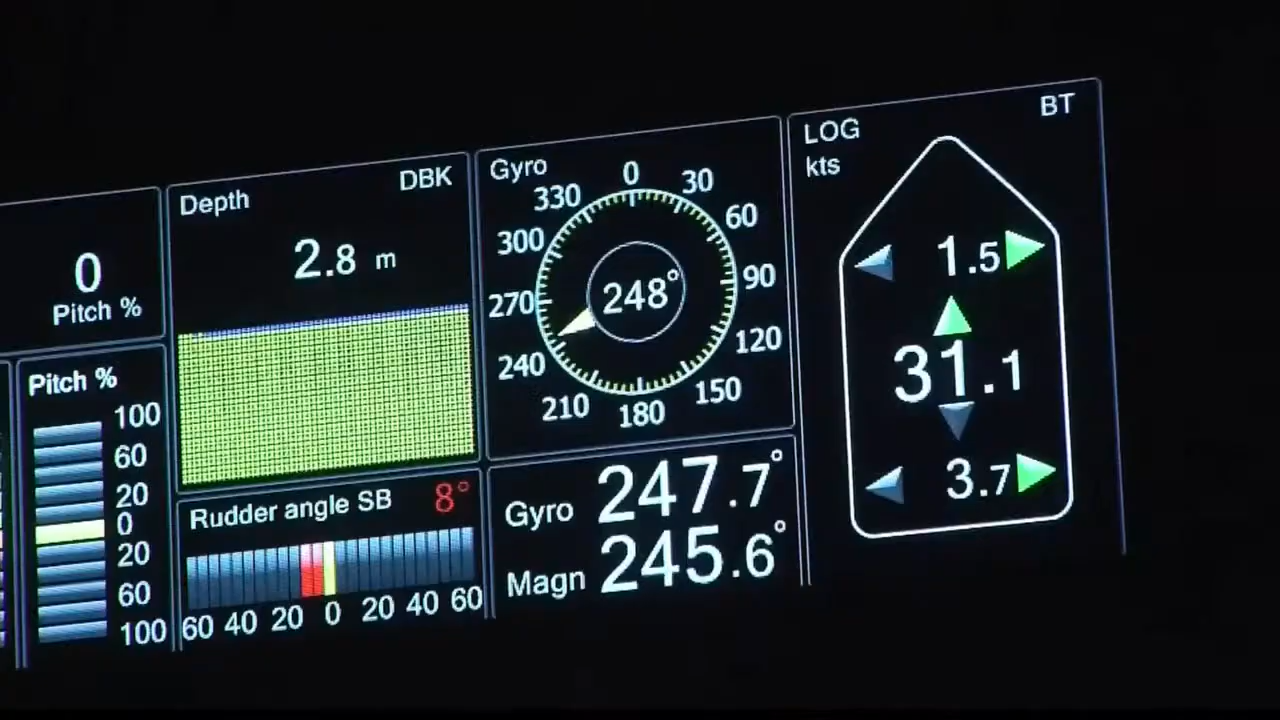 0
Pitch %
Pitch %
100
60
20
0
20
60
100
Depth DBK
2.8 m
Rudder angle SB 8°
60 40 20 0 20 40 60
Gyro
0
30
60
90
120
150
180
210
240
270
300
330
248°
Gyro 247.7°
Magn 245.6°
LOG BT
kts
1.5
31.1
3.7